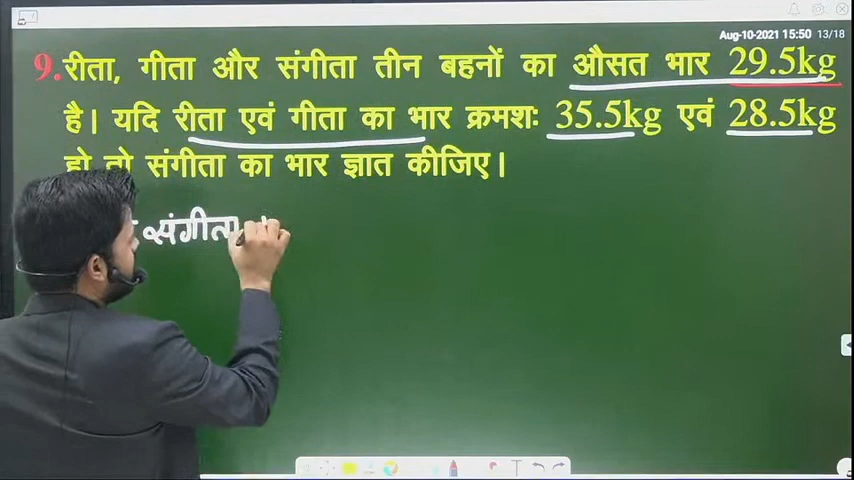 Aug-10-2021 15:50 13/18
9. रीता, गीता और संगीता तीन बहनों का औसत भार 29.5kg
है। यदि रीता एवं गीता का भार क्रमशः 35.5kg एवं 28.5kg
हो तो संगीता का भार ज्ञात कीजिए।
संगीता